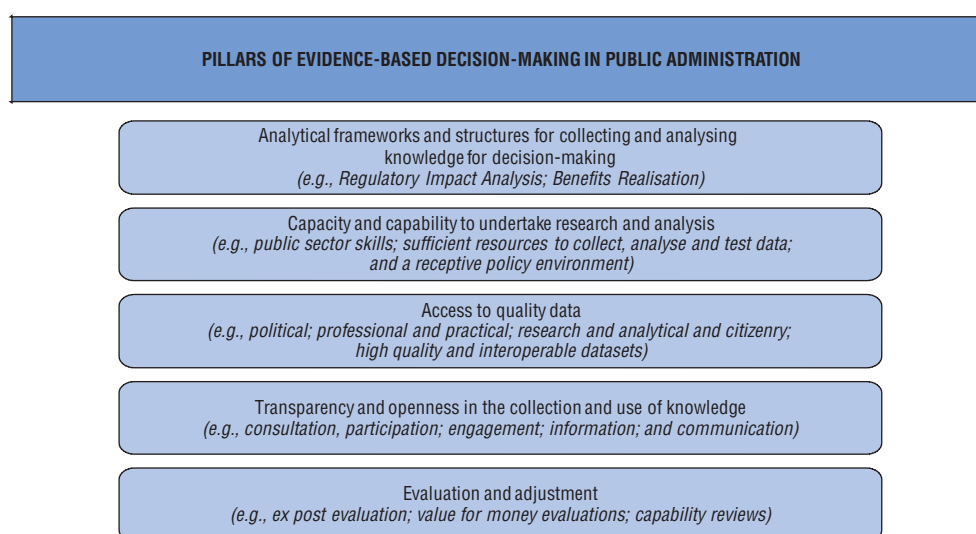 PILLARS OF EVIDENCE-BASED DECISION-MAKING IN PUBLIC ADMINISTRATION
Analytical frameworks and structures for collecting and analysing
knowledge for decision-making
(e.g., Regulatory Impact Analysis; Benefits Realisation)
Capacity and capability to undertake research and analysis
(e.g., public sector skills; sufficient resources to collect, analyse and test data;
and a receptive policy environment)
Access to quality data
(e.g., political; professional and practical; research and analytical and citizenry;
high quality and interoperable datasets)
Transparency and openness in the collection and use of knowledge
(e.g., consultation, participation; engagement; information; and communication)
Evaluation and adjustment
(e.g., ex post evaluation; value for money evaluations; capability reviews)